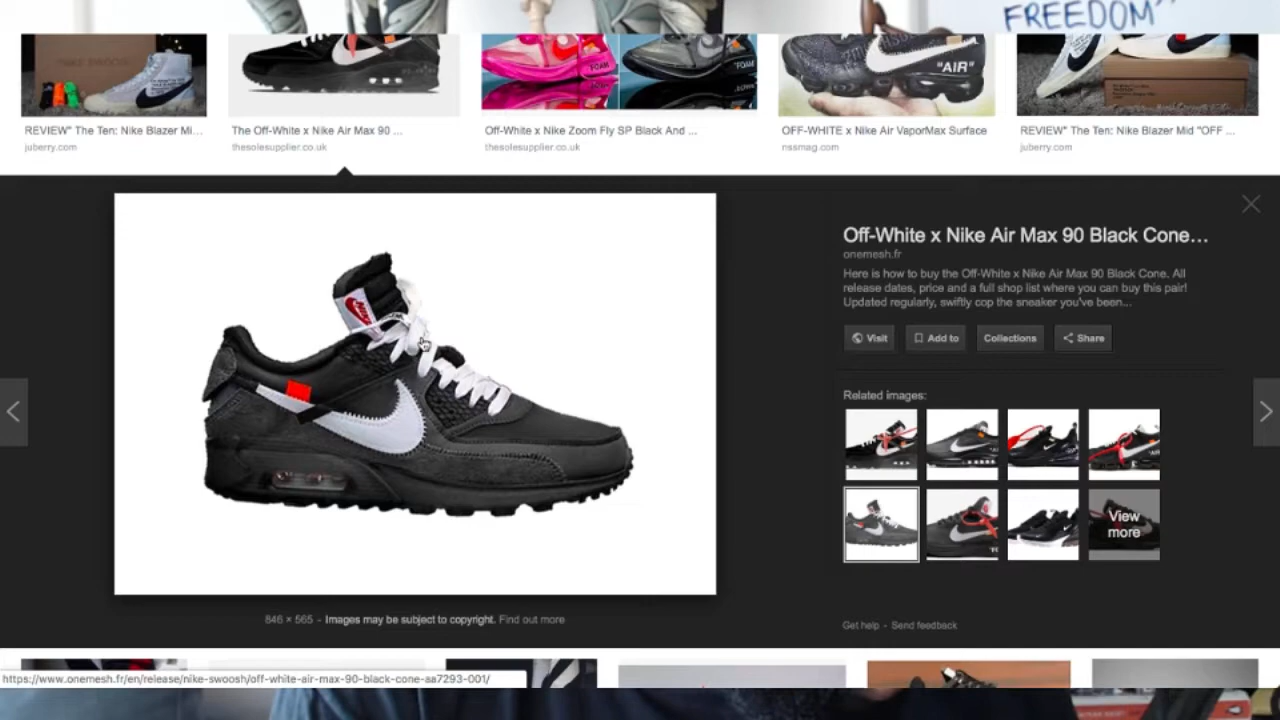 FREEDOM"
"FOAM
"FOAM
"AIR"
REVIEW" The Ten: Nike Blazer Mi...
The Off-White x Nike Air Max 90 ...
Off-White x Nike Zoom Fly SP Black And ...
OFF-WHITE x Nike Air VaporMax Surface
REVIEW" The Ten: Nike Blazer Mid "OFF ...
juberry.com
thesolesupplier.co.uk
thesolesupplier.co.uk
nssmag.com
juberry.com
NIKE
Off-White x Nike Air Max 90 Black Cone...
onemesh.fr
Here is how to buy the Off-White x Nike Air Max 90 Black Cone. All
release dates, price and a full shop list where you can buy this pair!
Updated regularly, swiftly cop the sneaker you've been...
Visit
Add to
Collections
Share
Related images:
View
more
846 × 565 - Images may be subject to copyright. Find out more
Get help - Send feedback
https://www.onemesh.fr/en/release/nike-swoosh/off-white-air-max-90-black-cone-aa7293-001/